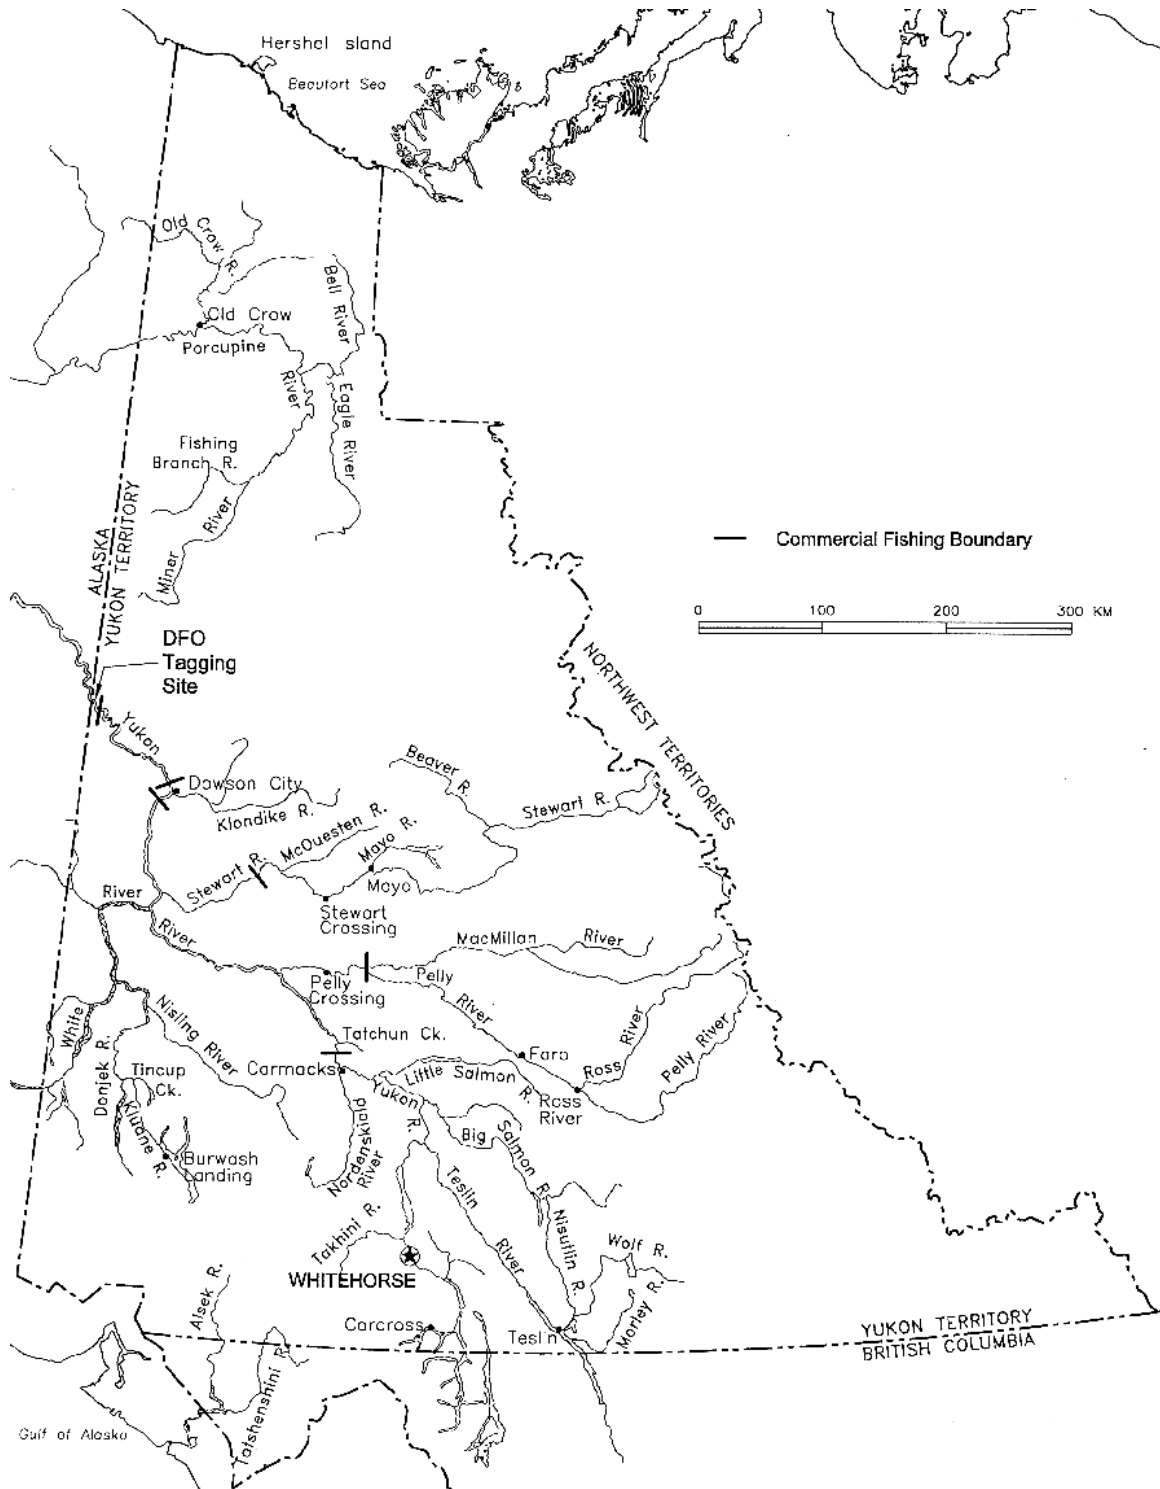 Hershel sland
Beautort Sea
Old Crow R.
Bell River
Old Crow
Porcupine
River
Eagle River
Fishing
Branch R.
Miner River
ALASKA
YUKON TERRITORY
Commercial Fishing Boundary
0 100 200 300 KM
DFO
Tagging
Site
NORTHWEST TERRITORIES
Yukon
Beaver R.
Dawson City
Klondike R.
Stewart R.
McQuesten R.
Mayo R.
Stewart R.
Mayo
River
Stewart
Crossing
River
MacMillan River
Pelly
Pelly
Crossing
River
White
Nisling River
Tatchun Ck.
Donjek R.
Tincup
Ck.
Carmacks
Little Salmon R.
Faro
Ross River
Pelly River
Ross
River
Yukon R.
Kluane R.
Nordenskiold
River
Big Salmon R.
Burwash
Landing
Teslin River
Takhini R.
Nisutlin R.
Wolf R.
WHITEHORSE
Morley R.
Alsek R.
Carcross
Teslin
YUKON TERRITORY
BRITISH COLUMBIA
Tatshenshini
Gulf of Alaska